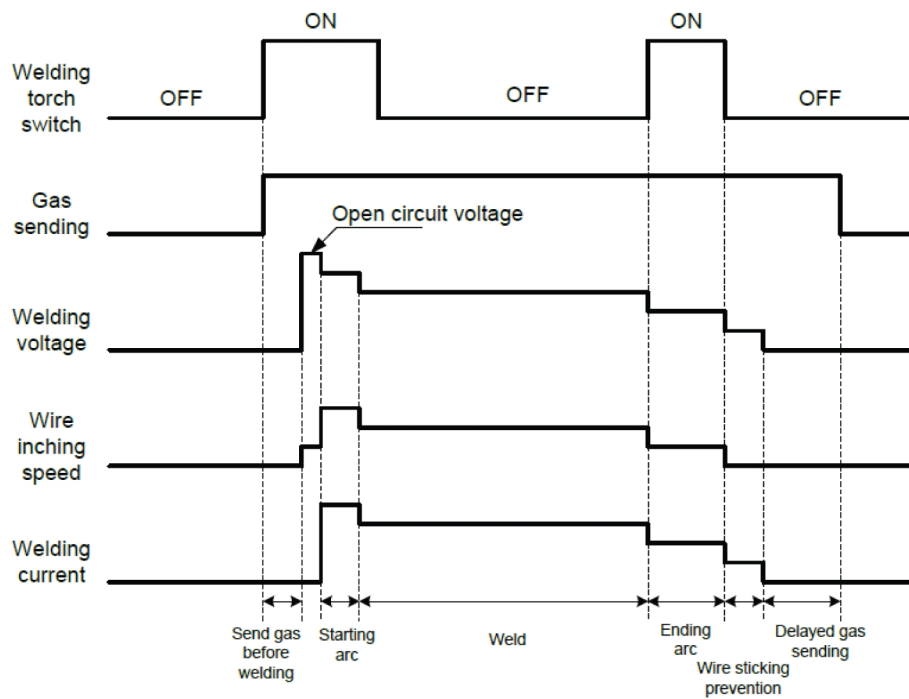 ON
ON
Welding
torch
switch
OFF
OFF
OFF
Gas
sending
Open circuit voltage
Welding
voltage
Wire
inching
speed
Welding
current
Send gas
before
welding
Starting
arc
Weld
Ending
arc
Wire sticking
prevention
Delayed gas
sending